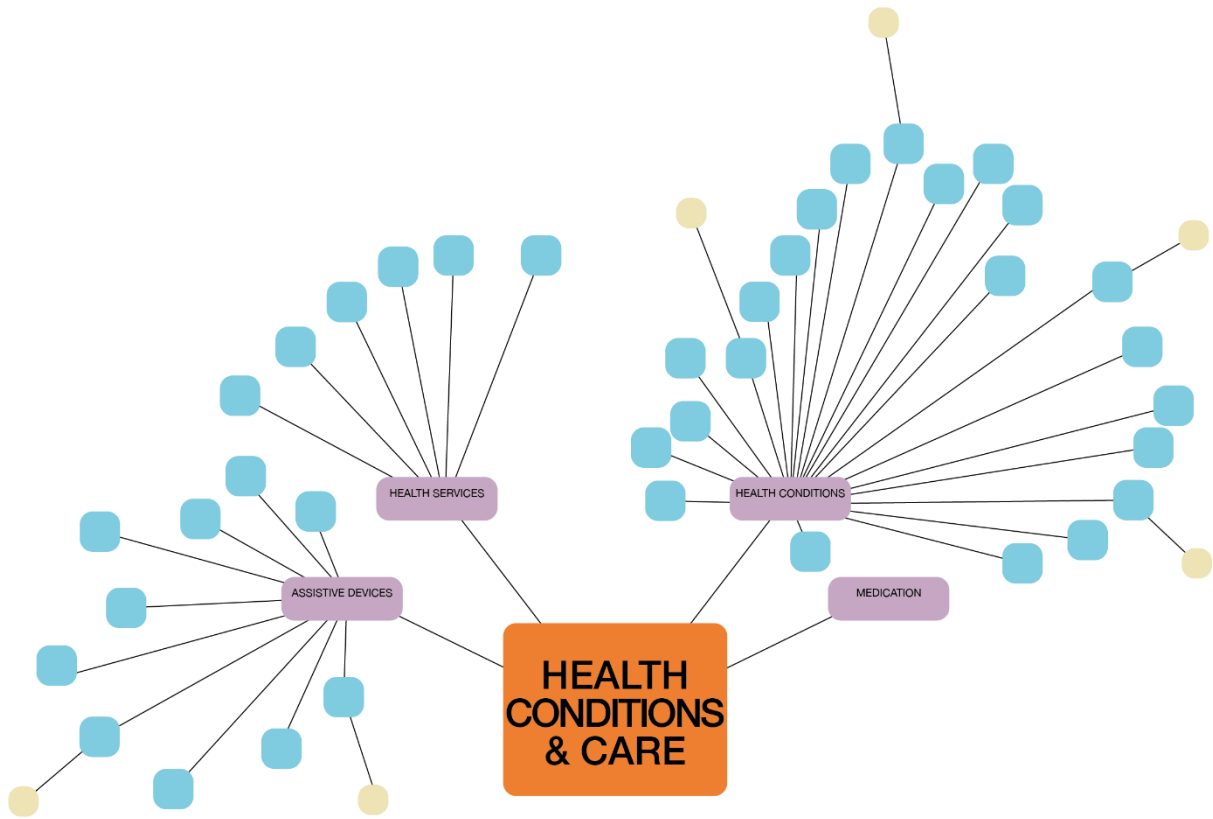 HEALTH SERVICES
HEALTH CONDITIONS
ASSISTIVE DEVICES
MEDICATION
HEALTH
CONDITIONS
& CARE